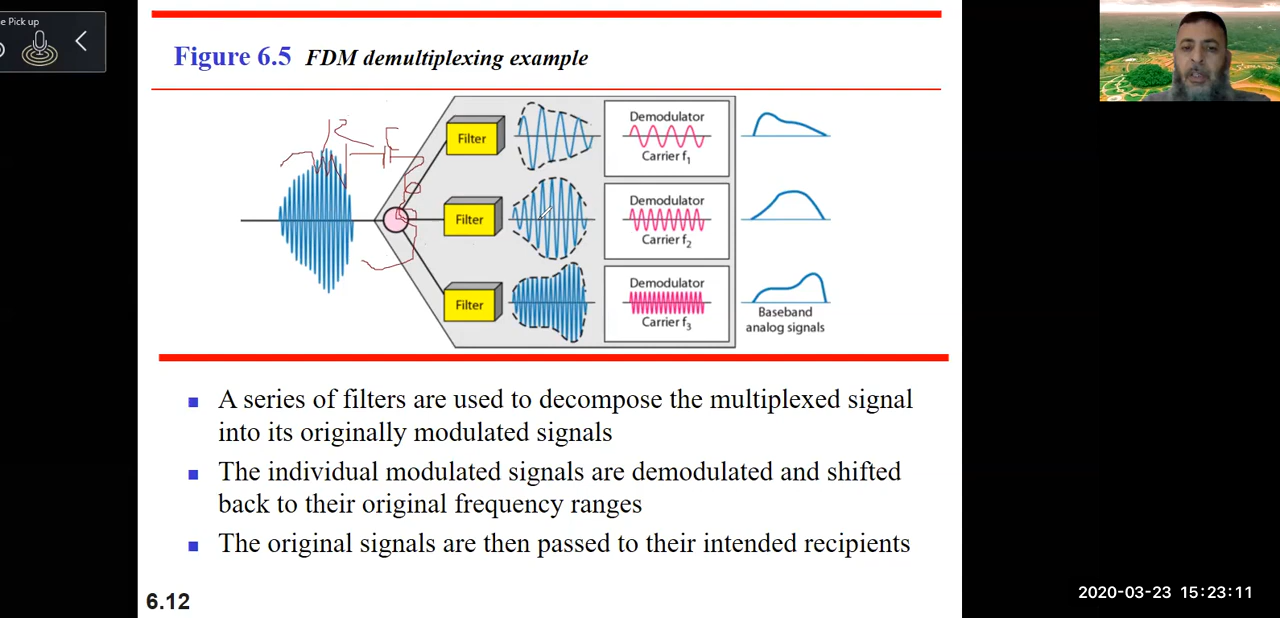 e Pick up
Figure 6.5 FDM demultiplexing example
Filter
Demodulator
Carrier f1
Filter
Demodulator
Carrier f2
Filter
Demodulator
Carrier f3
Baseband
analog signals
A series of filters are used to decompose the multiplexed signal
into its originally modulated signals
The individual modulated signals are demodulated and shifted
back to their original frequency ranges
The original signals are then passed to their intended recipients
6.12
2020-03-23 15:23:11